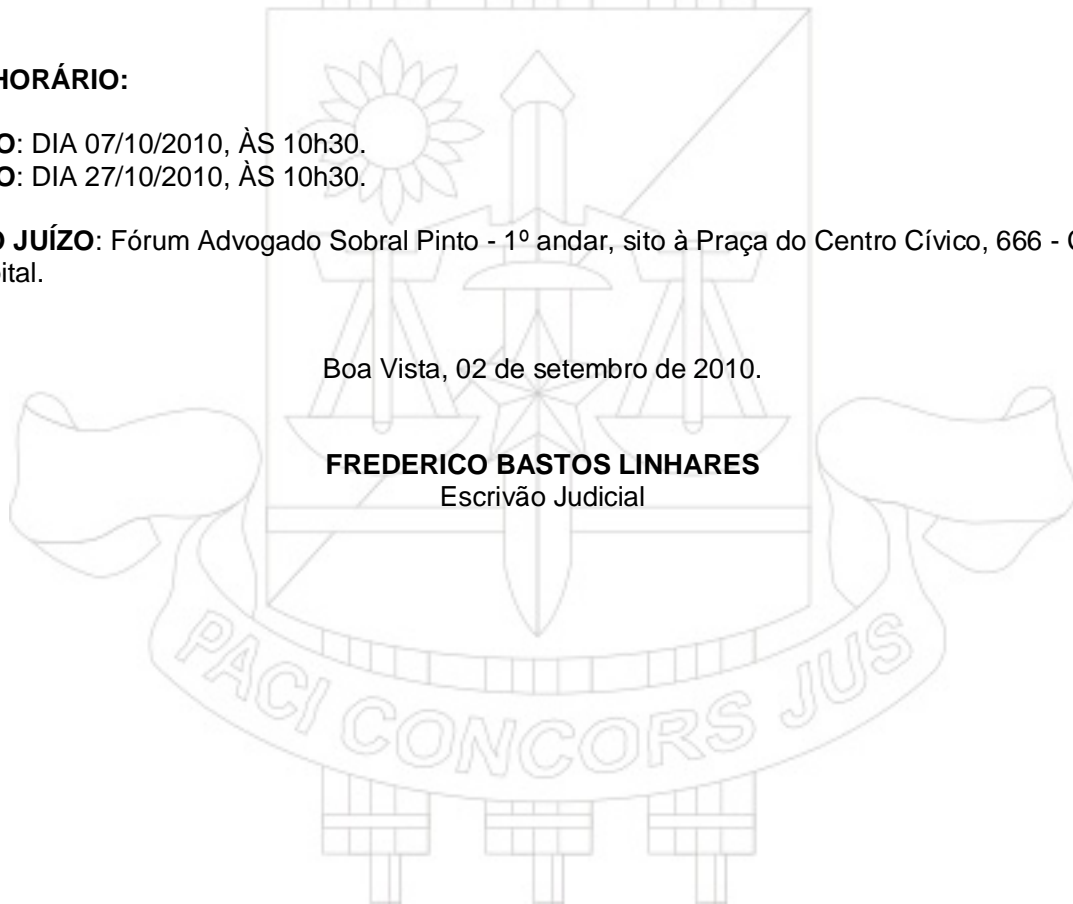 HORÁRIO:
O: DIA 07/10/2010, ÀS 10h30.
O: DIA 27/10/2010, ÀS 10h30.
O JUÍZO: Fórum Advogado Sobral Pinto - 1º andar, sito à Praça do Centro Cívico, 666 - C
ital.
Boa Vista, 02 de setembro de 2010.
FREDERICO BASTOS LINHARES
Escrivão Judicial
PACI CONCORS JUS